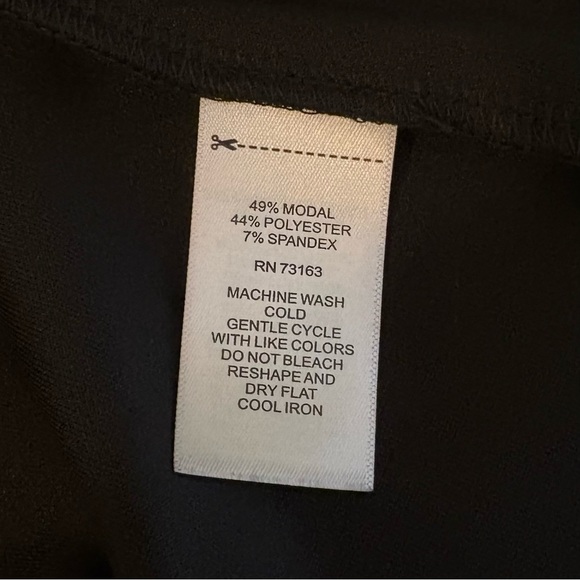 49% MODAL
44% POLYESTER
7% SPANDEX
RN 73163
MACHINE WASH
COLD
GENTLE CYCLE
WITH LIKE COLORS
DO NOT BLEACH
RESHAPE AND
DRY FLAT
COOL IRON